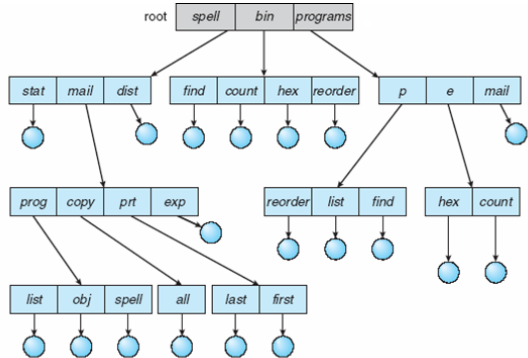 root spell bin programs
stat mail dist find count hex reorder p e mail
prog copy prt exp reorder list find hex count
list obj spell all last first